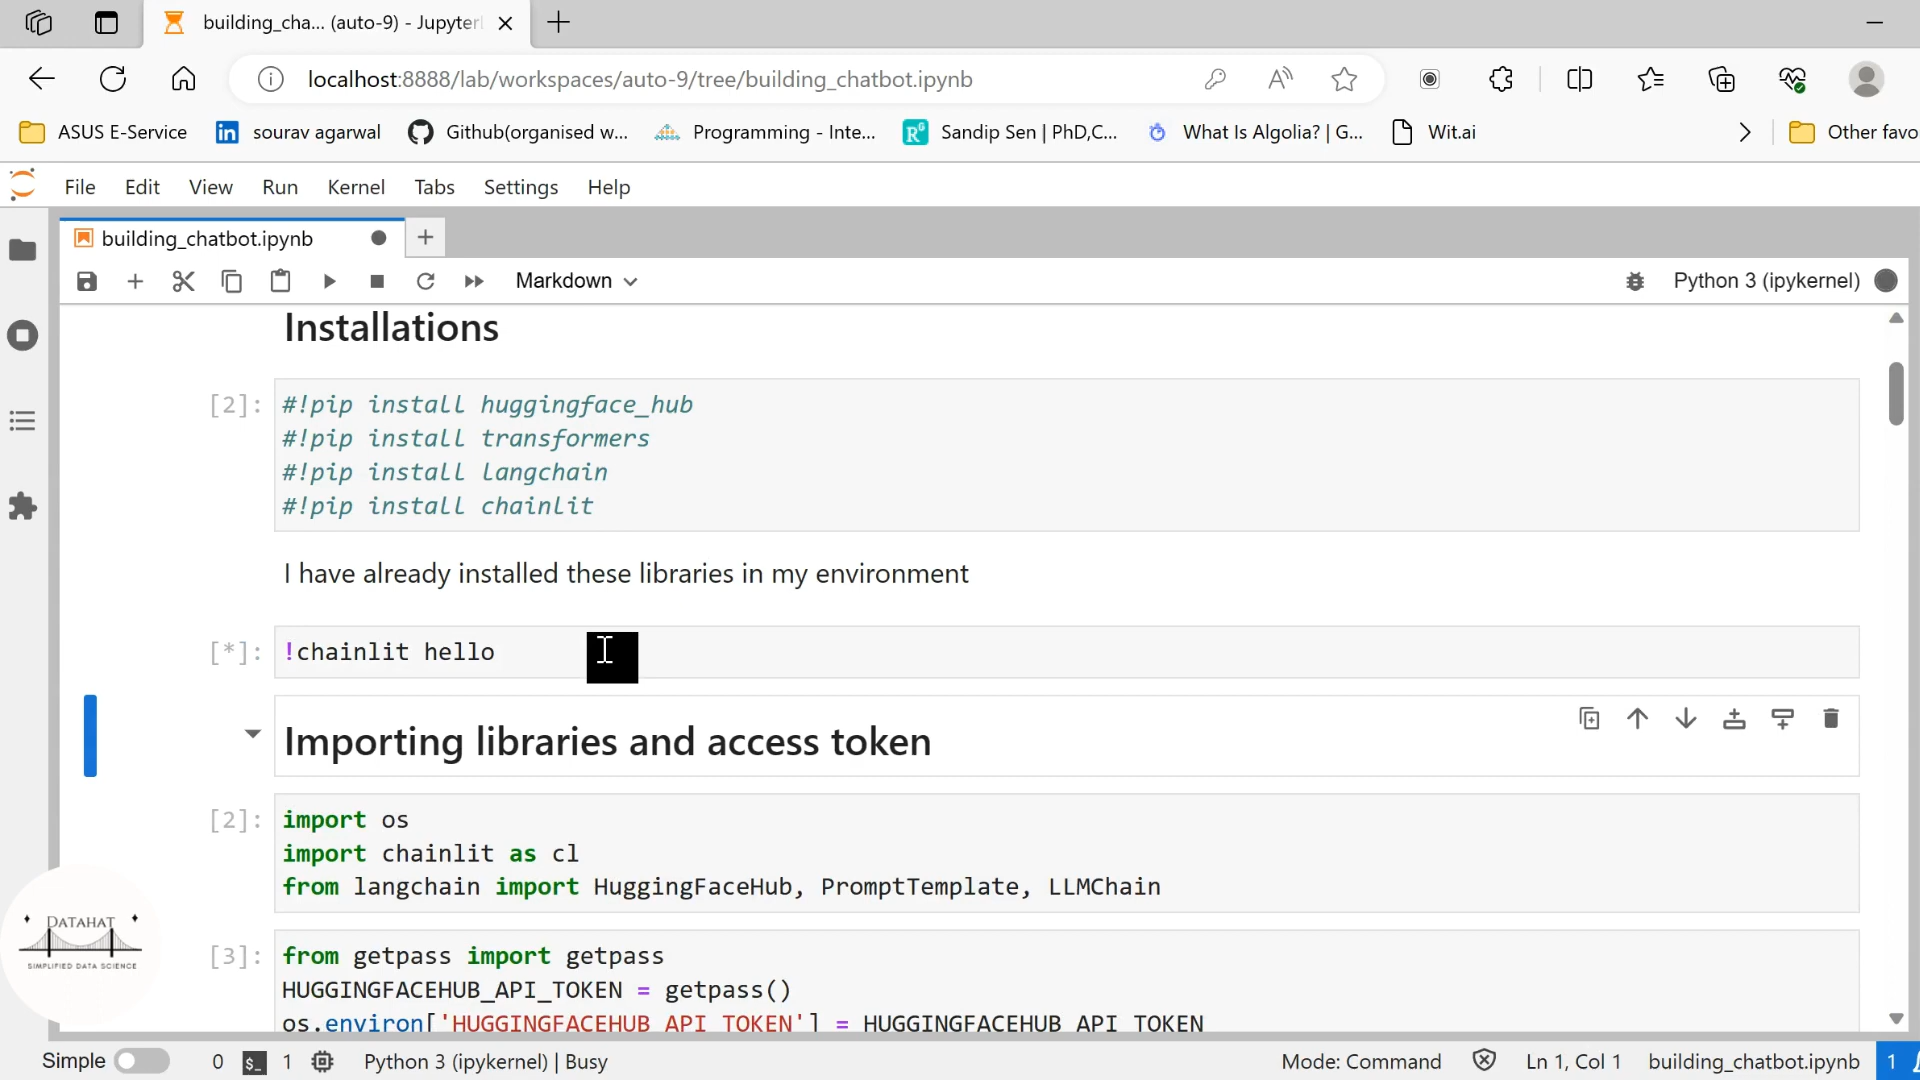 building_cha... (auto-9) - Jupyter
localhost:8888/lab/workspaces/auto-9/tree/building_chatbot.ipynb
ASUS E-Service
sourav agarwal
Github(organised w...
Programming - Inte...
Sandip Sen | PhD,C...
What Is Algolia? | G...
Wit.ai
Other favo
File Edit View Run Kernel Tabs Settings Help
building_chatbot.ipynb
Markdown
Python 3 (ipykernel)
Installations
[2]: #!pip install huggingface_hub
#!pip install transformers
#!pip install langchain
#!pip install chainlit
I have already installed these libraries in my environment
[*]: !chainlit hello
Importing libraries and access token
[2]: import os
import chainlit as cl
from langchain import HuggingFaceHub, PromptTemplate, LLMChain
[3]: from getpass import getpass
HUGGINGFACEHUB_API_TOKEN = getpass()
os.environ['HUGGINGFACEHUB_API_TOKEN'] = HUGGINGFACEHUB_API_TOKEN
DATAHAT
SIMPLIFIED DATA SCIENCE
Simple 0 $_ 1 Python 3 (ipykernel) | Busy Mode: Command Ln 1, Col 1 building_chatbot.ipynb 1